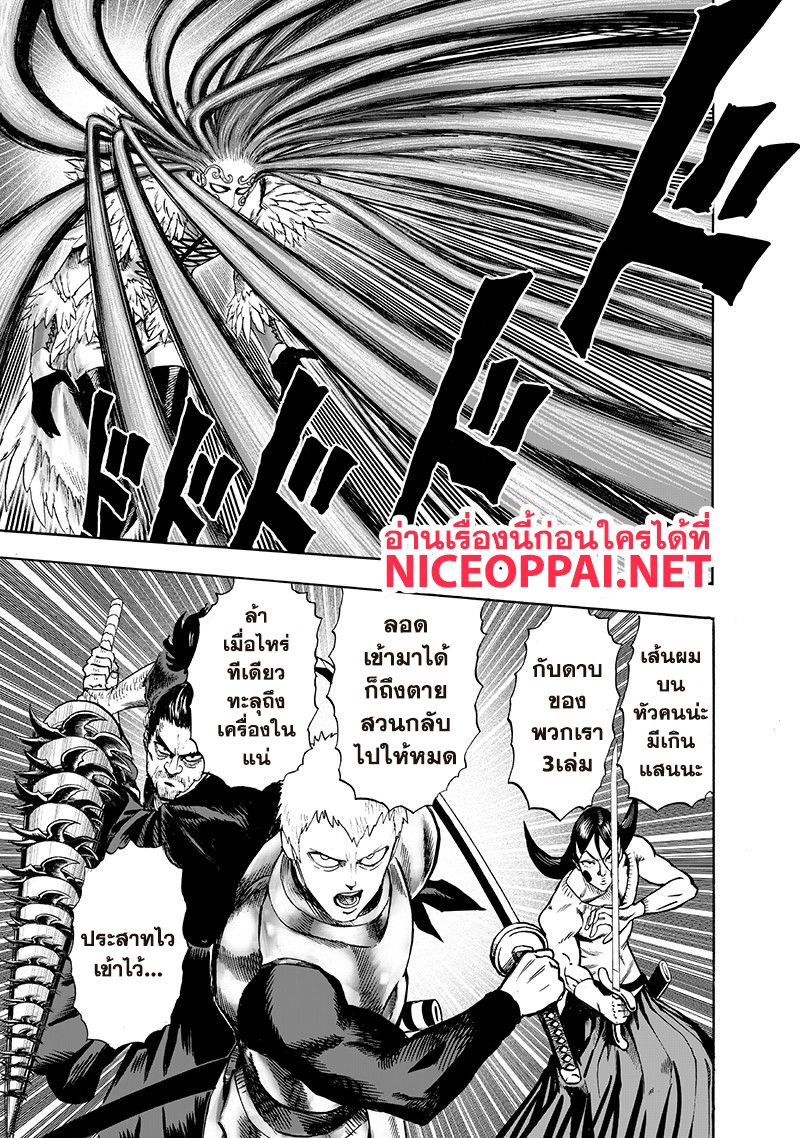 ド
ド
ド
ド
ド
อ่านเรื่องนี้ก่อนใครได้ที่
NICEOPPAI.NET
เส้นผม
บน
หัวคนน่ะ
มีเกิน
แสนนะ
กับดาบ
ของ
พวกเรา
3เล่ม
ลอด
เข้ามาได้
ก็ถึงตาย
สวนกลับ
ไปให้หมด
ล้า
เมื่อไหร่
ทีเดียว
ทะลุถึง
เครื่องใน
แน่
ประสาทไว
เข้าไว้...